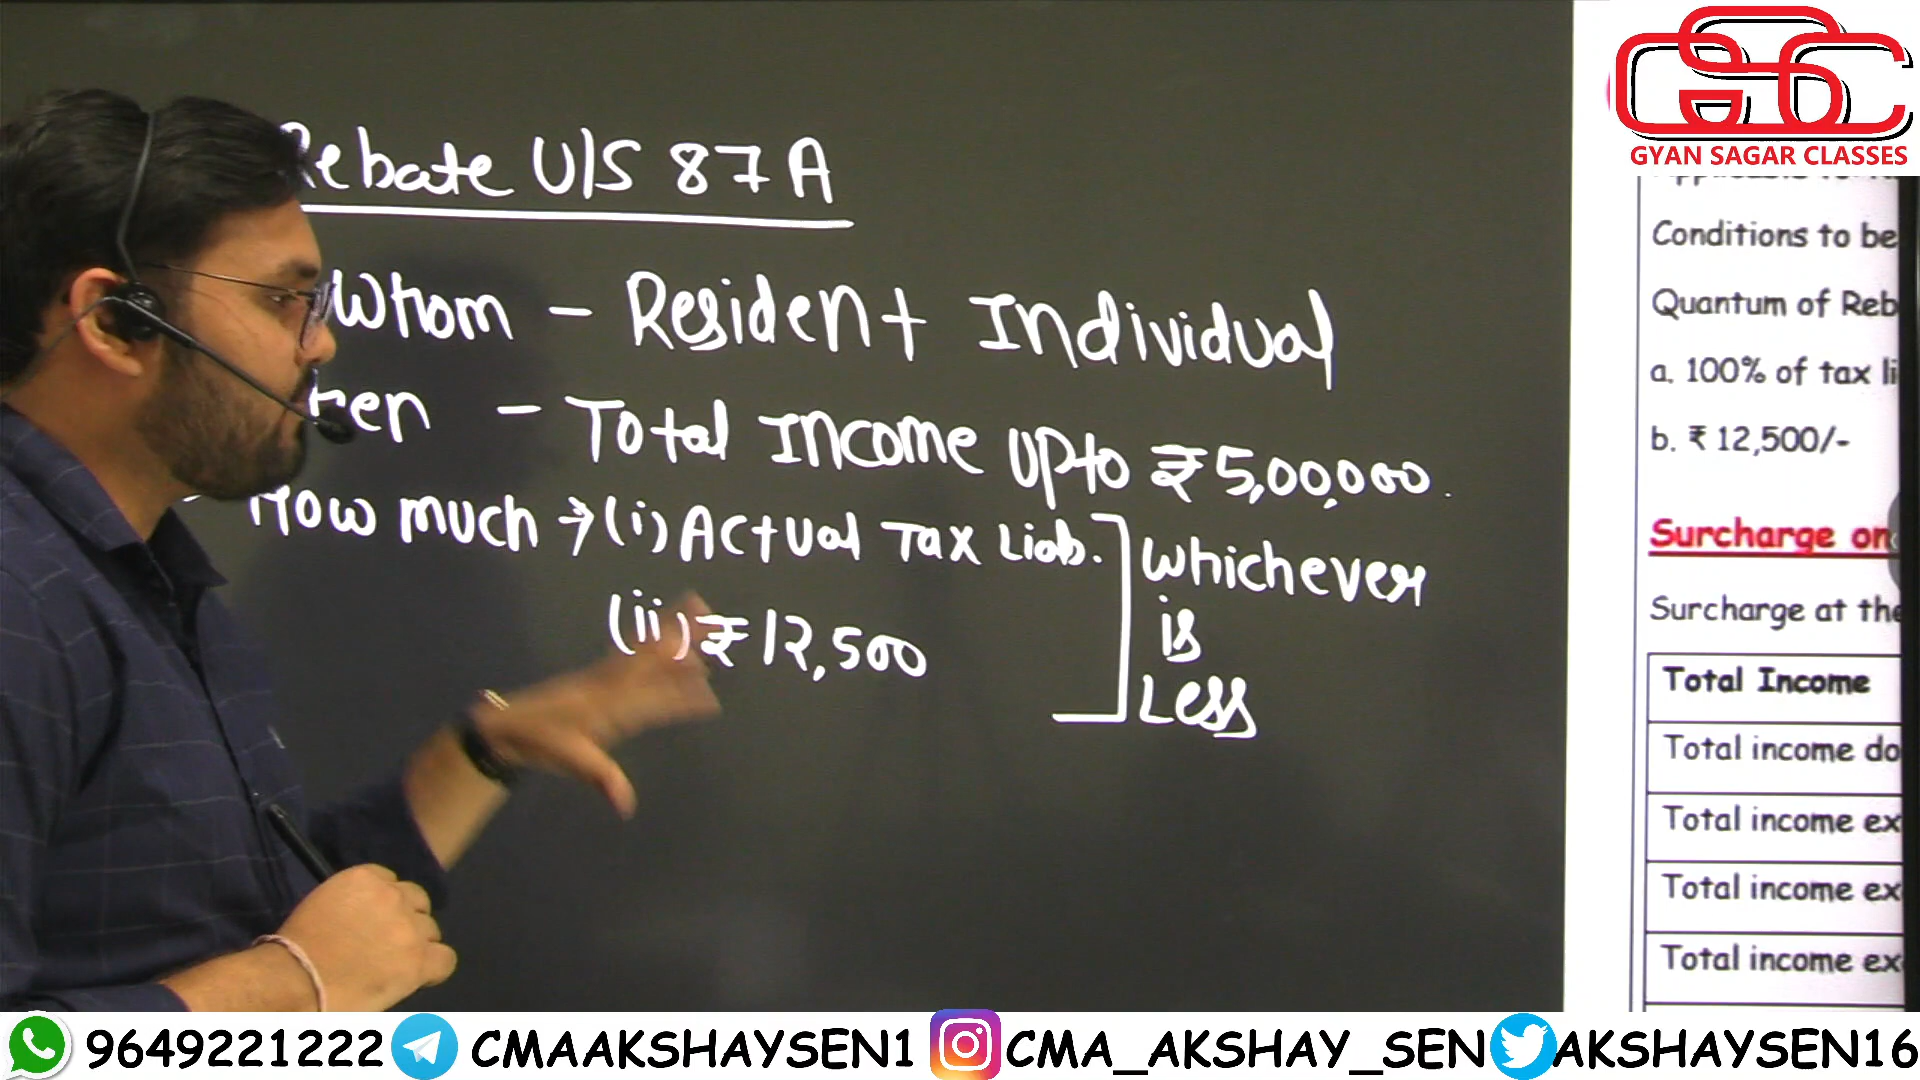 Rebate U/S 87A
Whom - Resident Individual
When - Total Income upto ₹5,00,000.
How much → (i) Actual Tax Liab.
(ii) ₹12,500
Whichever
is
Less
GSC
GYAN SAGAR CLASSES
Conditions to be
Quantum of Reb
a. 100% of tax li
b. ₹ 12,500/-
Surcharge on
Surcharge at the
Total Income
Total income do
Total income ex
Total income ex
Total income ex
9649221222 CMAAKSHAYSEN1 CMA_AKSHAY_SEN AKSHAYSEN16